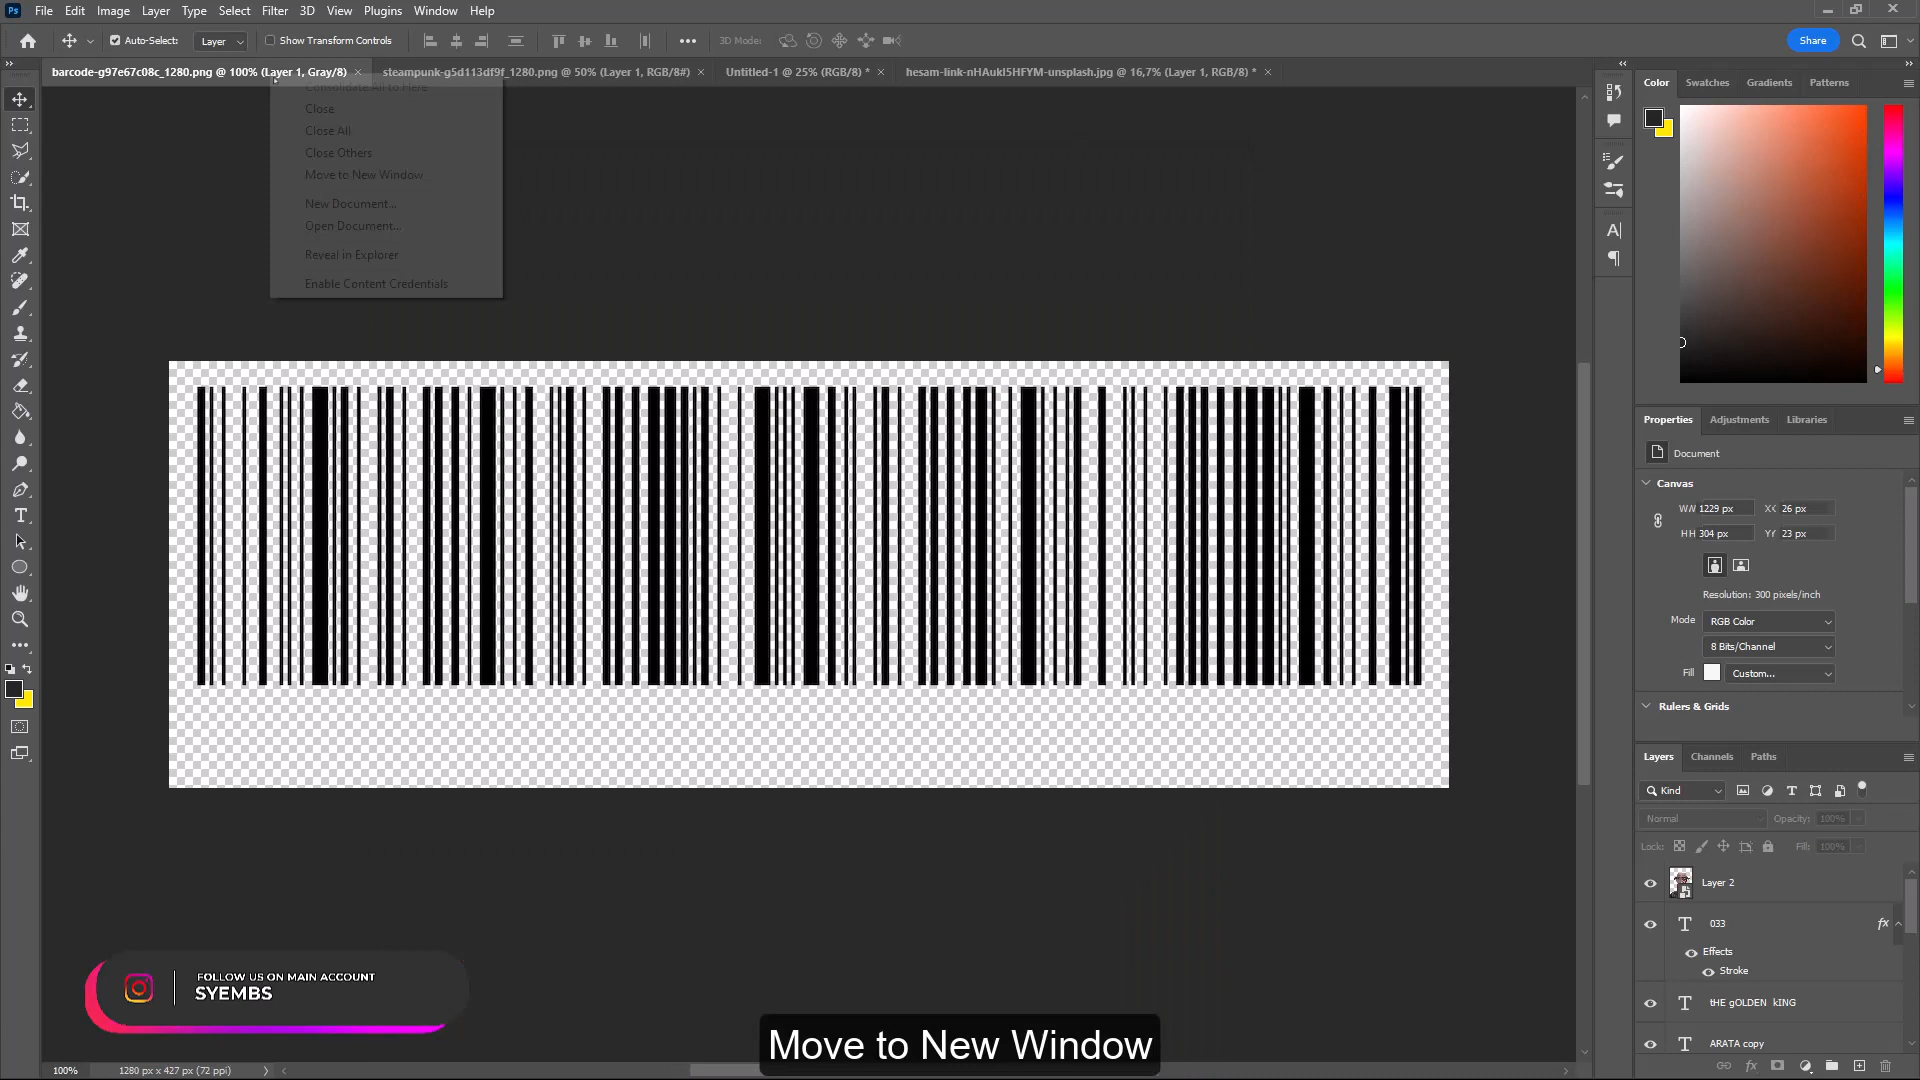 Ps File Edit Image Layer Type Select Filter 3D View Plugins Window Help
Auto-Select: Layer Show Transform Controls 3D Mode: Share
barcode-g97e67c08c_1280.png @ 100% (Layer 1, Gray/8) steampunk-g5d113df9f_1280.png @ 50% (Layer 1, RGB/8#) Untitled-1 @ 25% (RGB/8) * hesam-link-nHAukI5HFYM-unsplash.jpg @ 16,7% (Layer 1, RGB/8) *
Consolidate All to Here
Close
Close All
Close Others
Move to New Window
New Document...
Open Document...
Reveal in Explorer
Enable Content Credentials
Color Swatches Gradients Patterns
Properties Adjustments Libraries
Document
Canvas
W 1229 px X 26 px
H 304 px Y 23 px
Resolution: 300 pixels/inch
Mode RGB Color
8 Bits/Channel
Fill Custom...
Rulers & Grids
Layers Channels Paths
Kind
Normal Opacity: 100%
Lock: Fill: 100%
Layer 2
033 fx
Effects
Stroke
tHE gOLDEN kING
ARATA copy
fx
FOLLOW US ON MAIN ACCOUNT
SYEMBS
Move to New Window
100% 1280 px x 427 px (72 ppi)